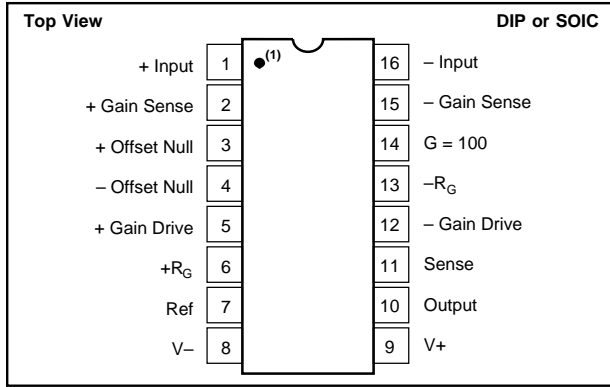 Top View DIP or SOIC
+ Input 1 (1) 16 – Input
+ Gain Sense 2 15 – Gain Sense
+ Offset Null 3 14 G = 100
– Offset Null 4 13 –RG
+ Gain Drive 5 12 – Gain Drive
+RG 6 11 Sense
Ref 7 10 Output
V– 8 9 V+